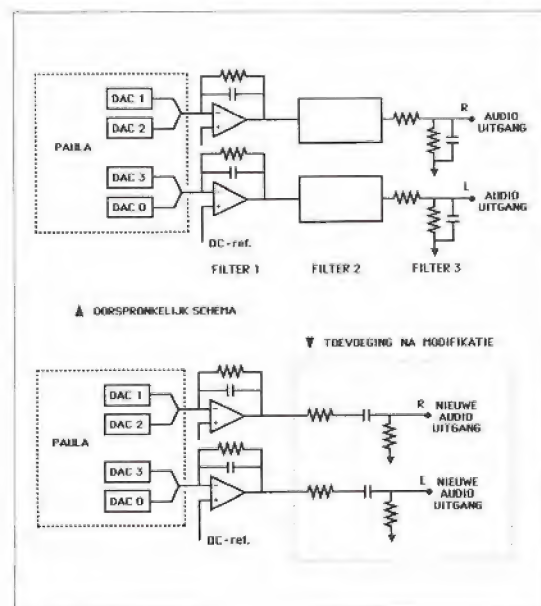 DAC 1
DAC 2
PAULA
DAC 3
DAC 0
R
AUDIO
UITGANG
L
AUDIO
UITGANG
DC-ref.
FILTER 1
FILTER 2
FILTER 3
▲ OORSPRONKELIJK SCHEMA
▼ TOEVOEGING NA MODIFIKATIE
DAC 1
DAC 2
PAULA
DAC 3
DAC 0
R
NIEUWE
AUDIO
UITGANG
L
NIEUWE
AUDIO
UITGANG
DC-ref.